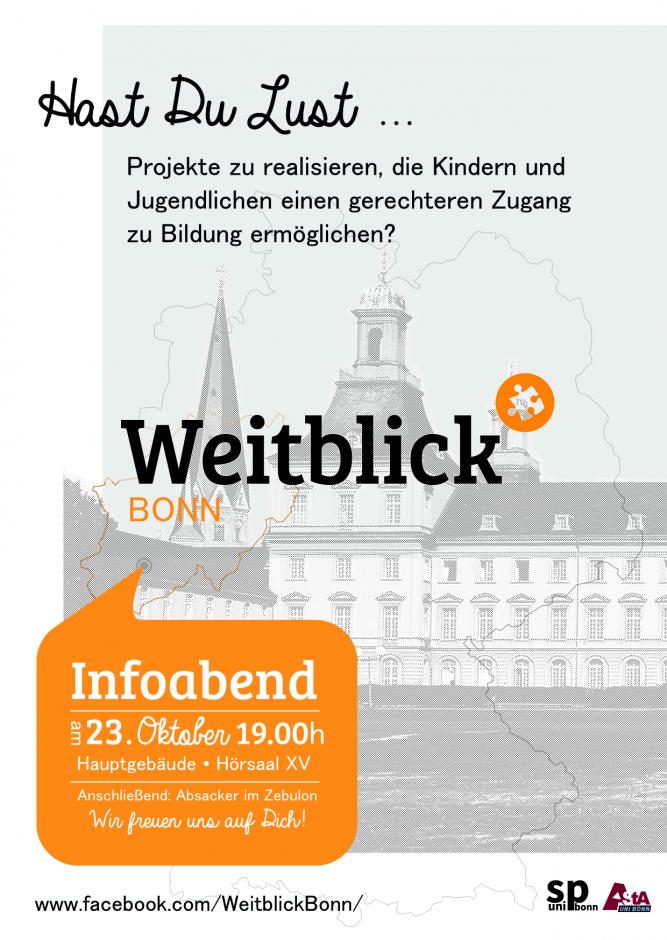 Hast Du Lust ...
Projekte zu realisieren, die Kindern und
Jugendlichen einen gerechteren Zugang
zu Bildung ermöglichen?
Weitblick
BONN
Infoabend
am 23. Oktober 19.00h
Hauptgebäude • Hörsaal XV
Anschließend: Absacker im Zebulon
Wir freuen uns auf Dich!
www.facebook.com/WeitblickBonn/
sp
uni bonn
AStA
UNI BONN